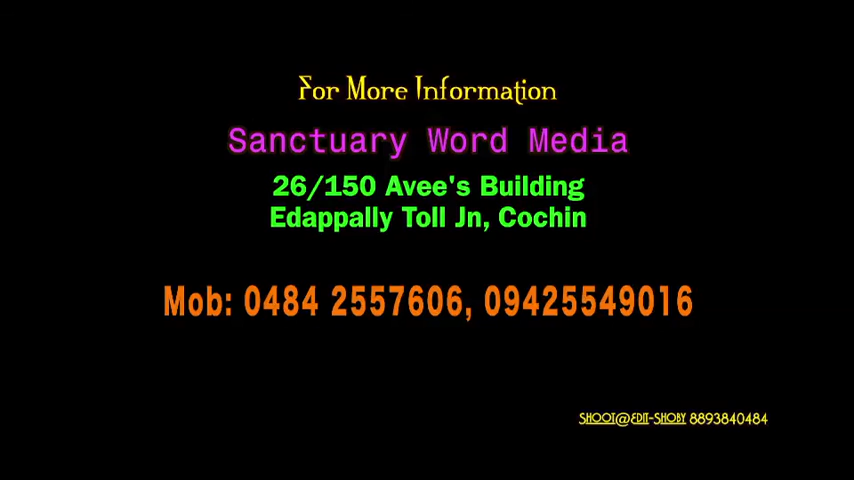 For More Information
Sanctuary Word Media
26/150 Avee's Building
Edappally Toll Jn, Cochin
Mob: 0484 2557606, 09425549016
SHOOT@EDIT-SHOBY 8893840484